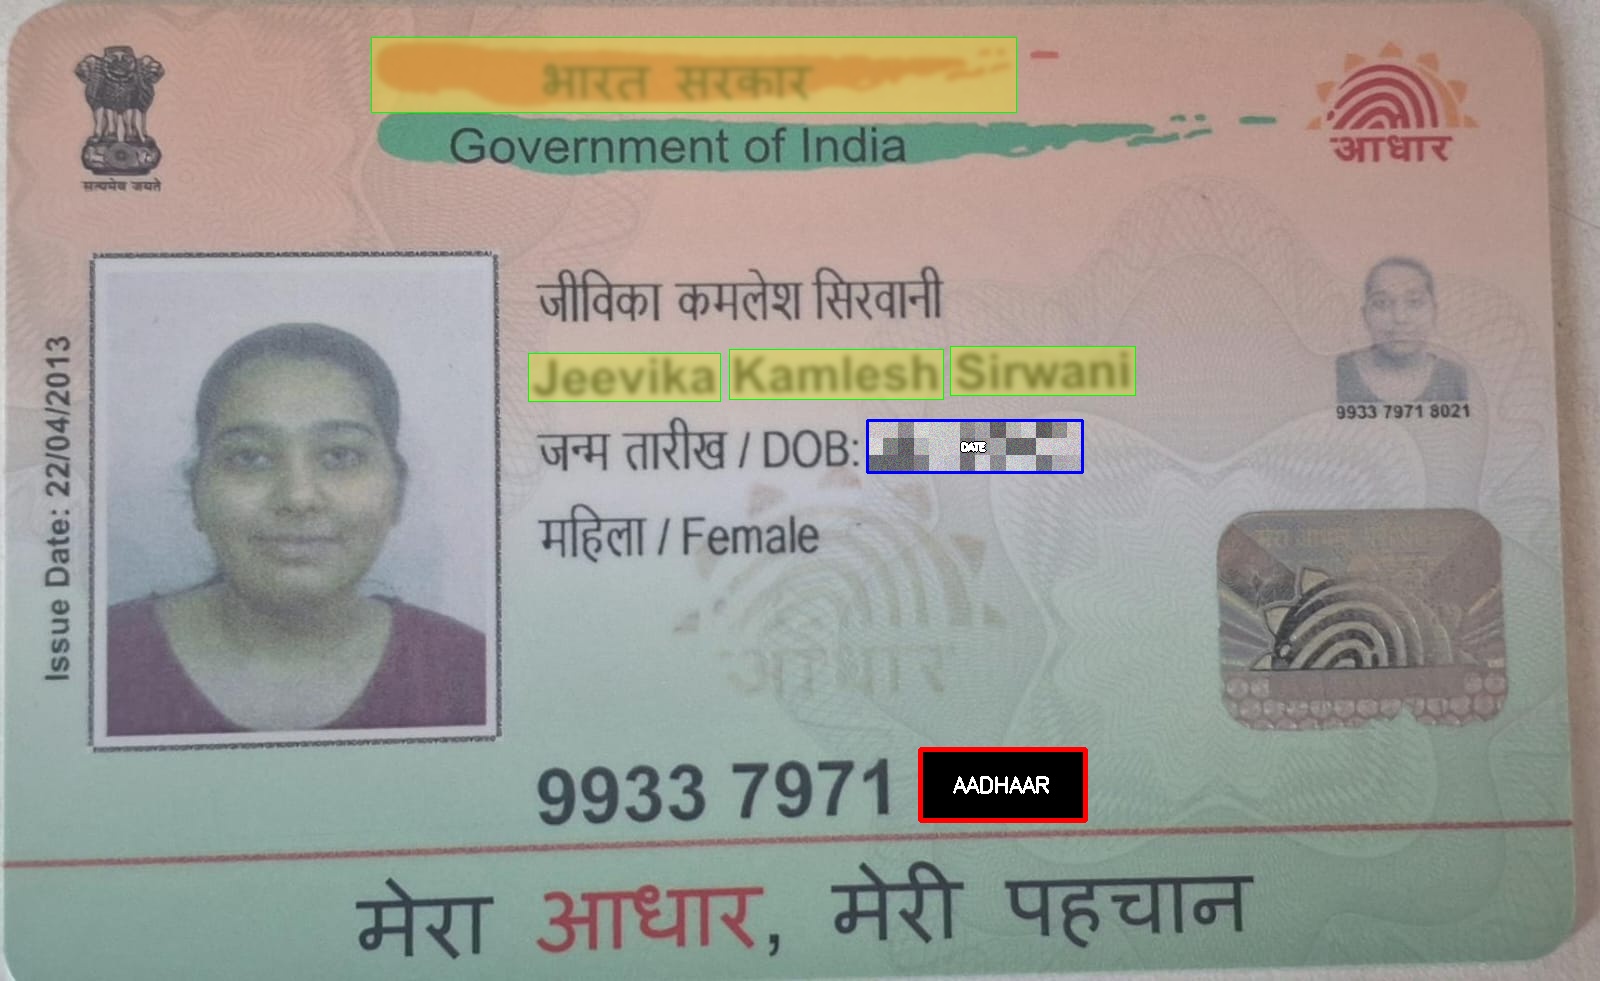 भारत सरकार
Government of India
सत्यमेव जयते
आधार
जीविका कमलेश सिरवानी
Jeevika Kamlesh Sirwani
जन्म तारीख / DOB: DATE
महिला / Female
Issue Date: 22/04/2013
9933 7971 8021
आधार
9933 7971 AADHAAR
मेरा आधार, मेरी पहचान